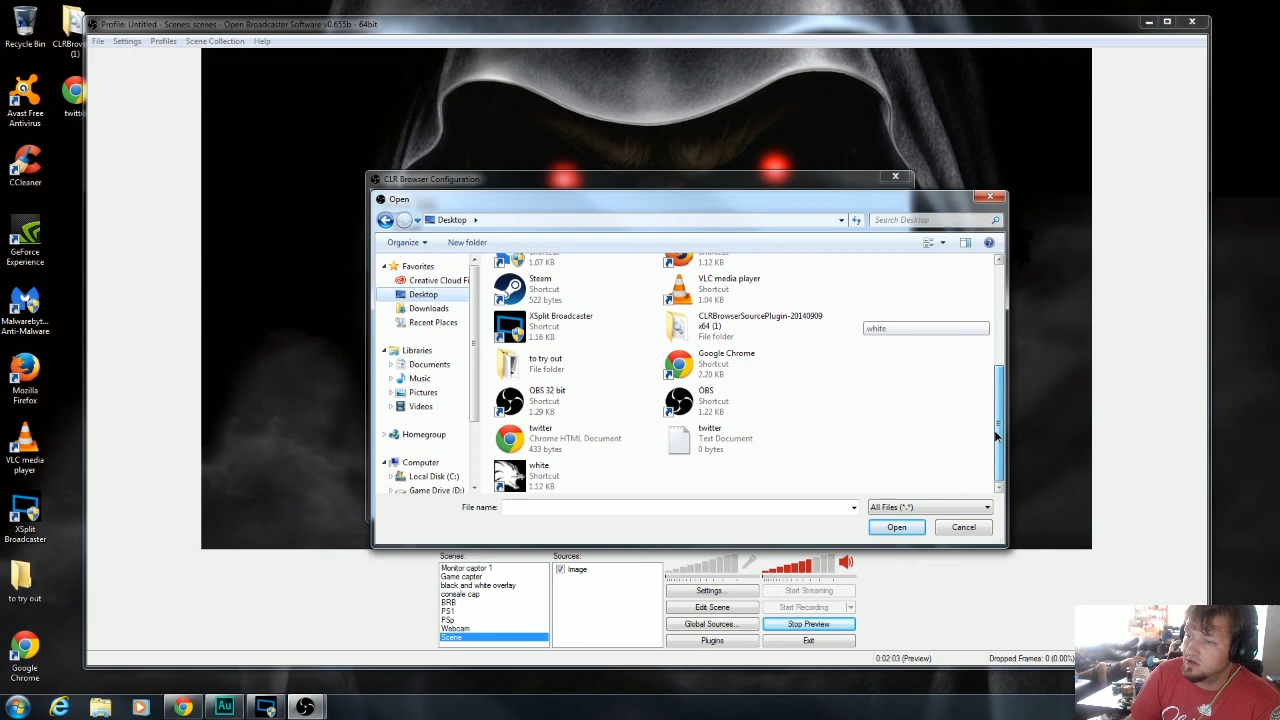 Recycle Bin
CLRBrow...
(1)
Avast Free
Antivirus
twitt
CCleaner
GeForce
Experience
Malwarebyt...
Anti-Malware
Mozilla
Firefox
VLC media
player
XSplit
Broadcaster
to try out
Google
Chrome
Profile: Untitled - Scenes: scenes - Open Broadcaster Software v0.655b - 64bit
File Settings Profiles Scene Collection Help
CLR Browser Configuration
Open
Desktop
Search Desktop
Organize New folder
Favorites
Creative Cloud Fi
Desktop
Downloads
Recent Places
Libraries
Documents
Music
Pictures
Videos
Homegroup
Computer
Local Disk (C:)
Game Drive (D:)
1.07 KB
1.12 KB
Steam
Shortcut
522 bytes
VLC media player
Shortcut
1.04 KB
XSplit Broadcaster
Shortcut
1.16 KB
CLRBrowserSourcePlugin-20140909
x64 (1)
File folder
white
to try out
File folder
Google Chrome
Shortcut
2.20 KB
OBS 32 bit
Shortcut
1.29 KB
OBS
Shortcut
1.22 KB
twitter
Chrome HTML Document
433 bytes
twitter
Text Document
0 bytes
white
Shortcut
1.12 KB
File name:
All Files (*.*)
Open Cancel
Scenes:
Monitor captor 1
Game capter
black and white overlay
consale cap
BRB
PS1
PSp
Webcam
Scene
Sources:
Image
Settings... Start Streaming
Edit Scene Start Recording
Global Sources... Stop Preview
Plugins Exit
0:02:03 (Preview) Dropped Frames: 0 (0.00%)
Au